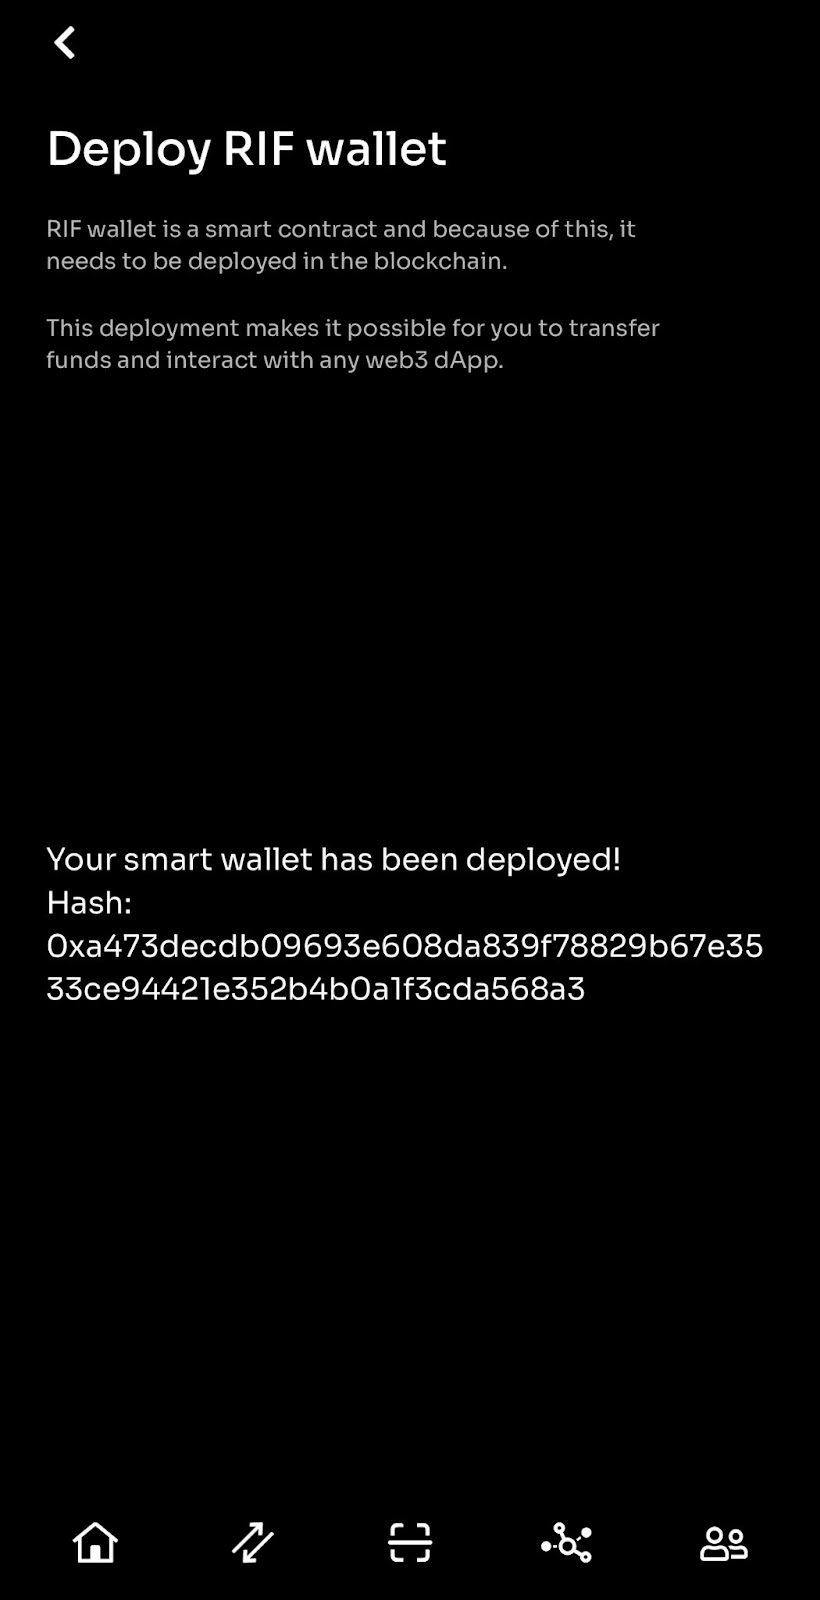 Deploy RIF wallet
RIF wallet is a smart contract and because of this, it
needs to be deployed in the blockchain.
This deployment makes it possible for you to transfer
funds and interact with any web3 dApp.
Your smart wallet has been deployed!
Hash:
0xa473decdb09693e608da839f78829b67e35
33ce94421e352b4b0a1f3cda568a3